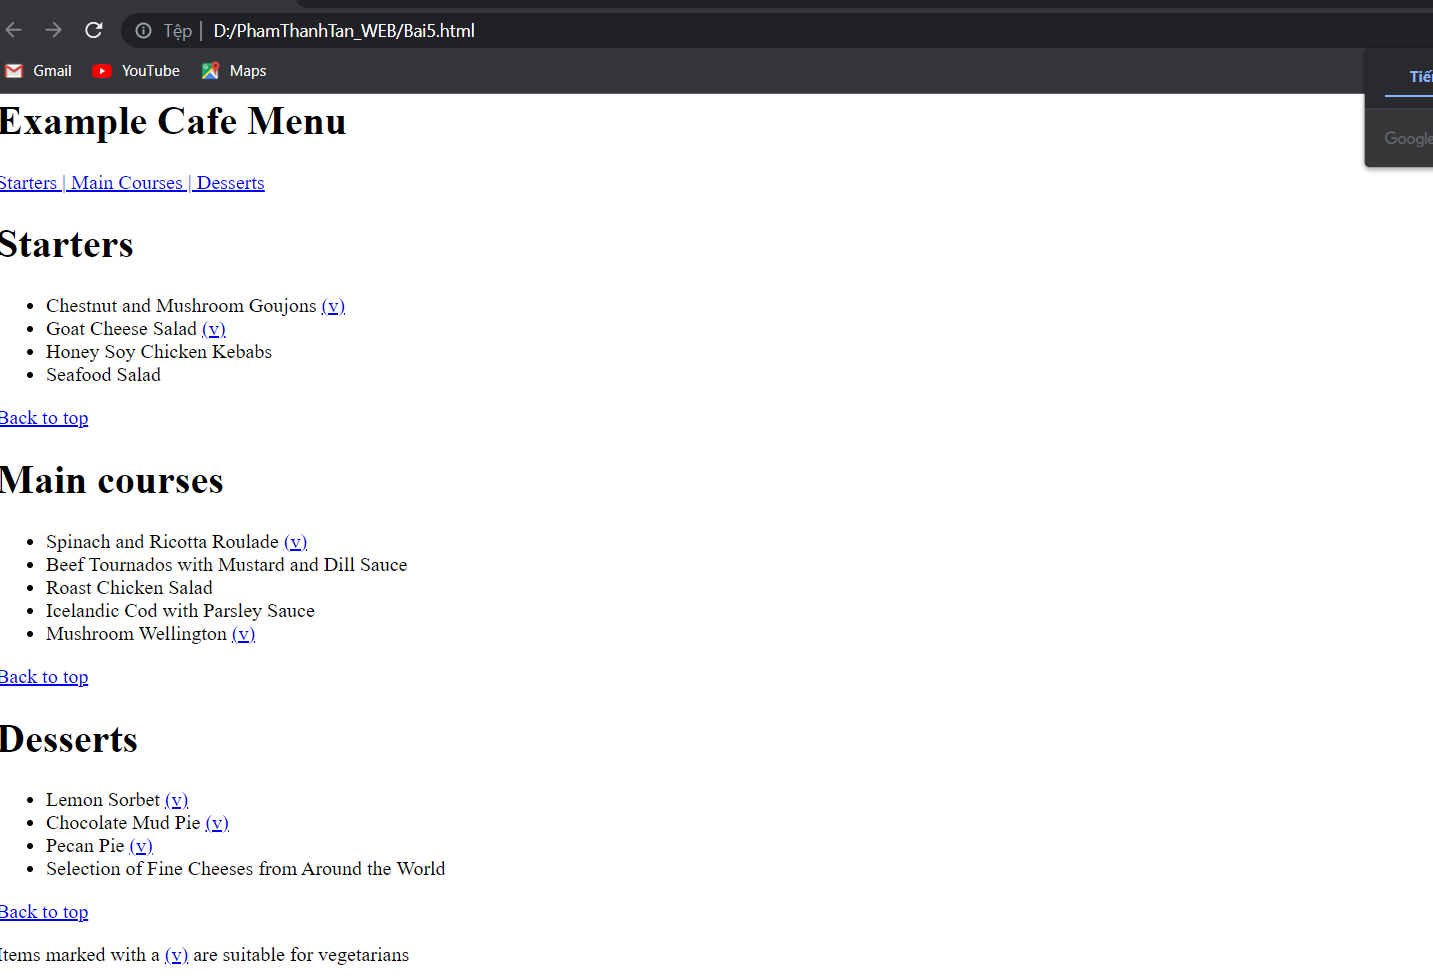 Tệp | D:/PhamThanhTan_WEB/Bai5.html
Gmail YouTube Maps
Example Cafe Menu
Starters | Main Courses | Desserts
Starters
Chestnut and Mushroom Goujons (v)
Goat Cheese Salad (v)
Honey Soy Chicken Kebabs
Seafood Salad
Back to top
Main courses
Spinach and Ricotta Roulade (v)
Beef Tournados with Mustard and Dill Sauce
Roast Chicken Salad
Icelandic Cod with Parsley Sauce
Mushroom Wellington (v)
Back to top
Desserts
Lemon Sorbet (v)
Chocolate Mud Pie (v)
Pecan Pie (v)
Selection of Fine Cheeses from Around the World
Back to top
Items marked with a (v) are suitable for vegetarians
Google